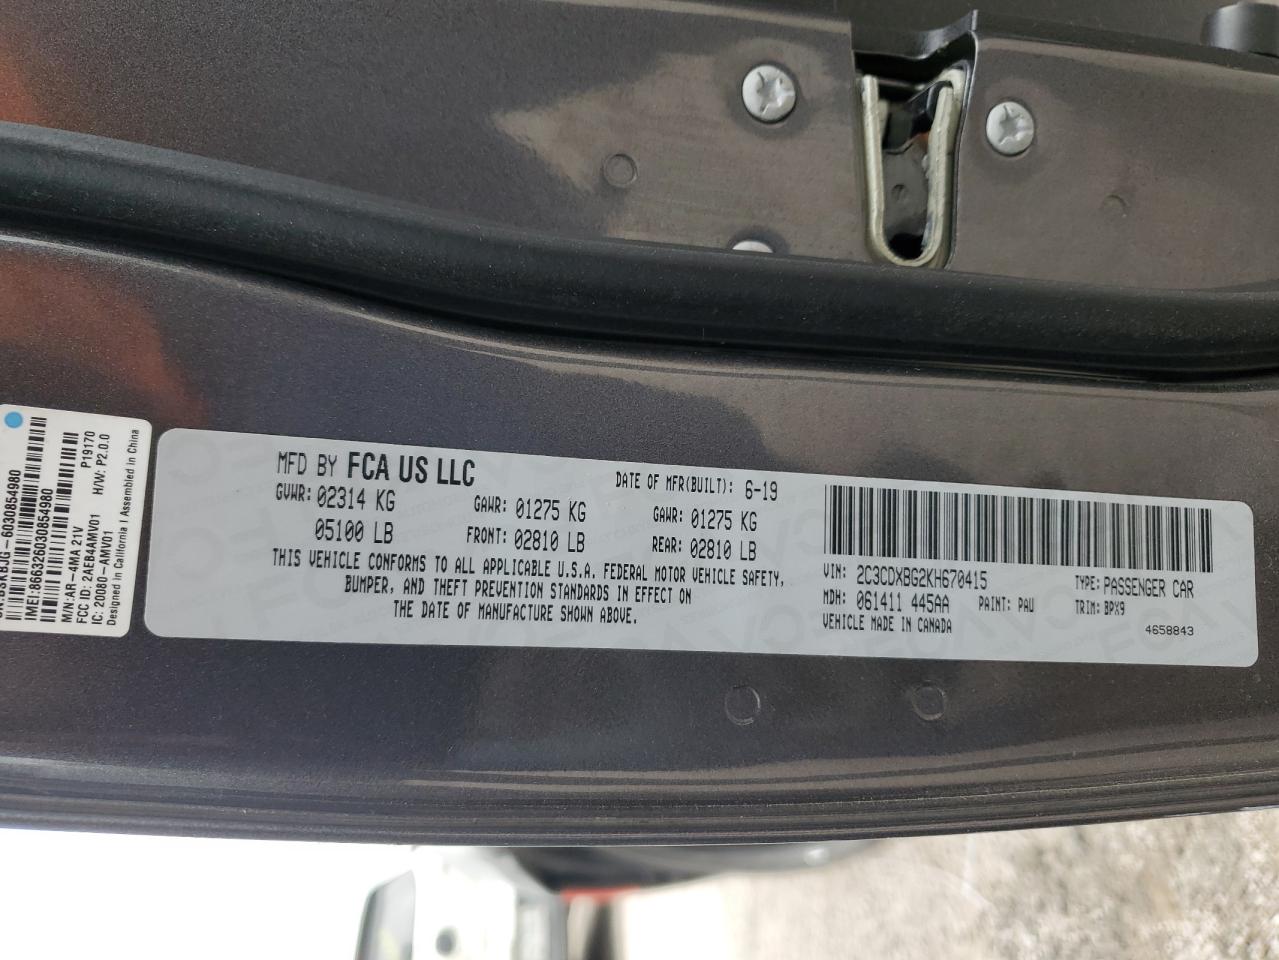 MFD BY FCA US LLC
DATE OF MFR(BUILT): 6-19
GVWR: 02314 KG
GAWR: 01275 KG
GAWR: 01275 KG
05100 LB
FRONT: 02810 LB
REAR: 02810 LB
THIS VEHICLE CONFORMS TO ALL APPLICABLE U.S.A. FEDERAL MOTOR VEHICLE SAFETY,
BUMPER, AND THEFT PREVENTION STANDARDS IN EFFECT ON
THE DATE OF MANUFACTURE SHOWN ABOVE.
VIN: 2C3CDXBG2KH670415
TYPE: PASSENGER CAR
MDH: 061411 445AA
PAINT: PAU
TRIM: BPX9
VEHICLE MADE IN CANADA
4658843
IMEI:866326030854980
M/N:AR-4MA 21V P19170
FCC ID: 2AEB4AMV01 H/W: P2.0.0
IC: 20080-AMV01
Designed in California I Assembled in China